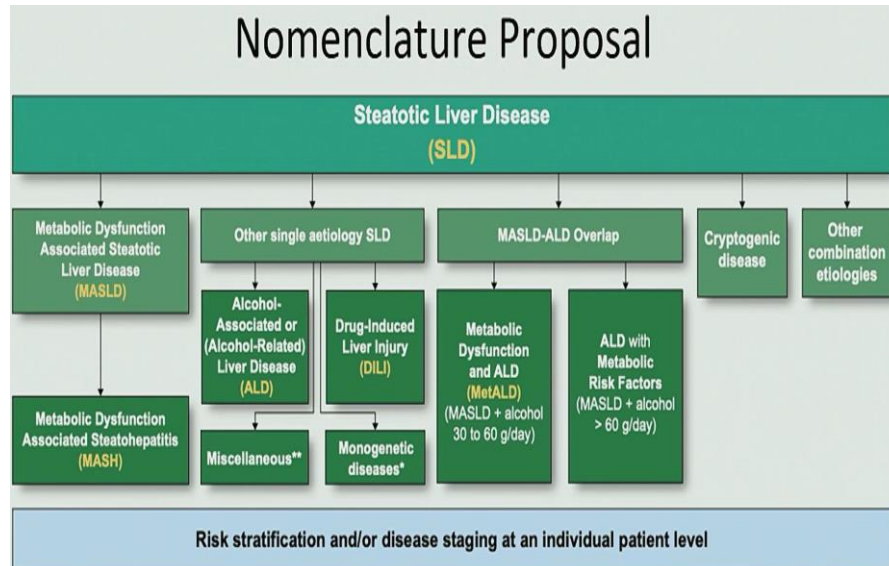 Nomenclature Proposal
Steatotic Liver Disease
(SLD)
Metabolic Dysfunction
Associated Steatotic
Liver Disease
(MASLD)
Other single aetiology SLD
MASLD-ALD Overlap
Cryptogenic
disease
Other
combination
etiologies
Alcohol-
Associated or
(Alcohol-Related)
Liver Disease
(ALD)
Drug-Induced
Liver Injury
(DILI)
Metabolic
Dysfunction
and ALD
(MetALD)
(MASLD + alcohol
30 to 60 g/day)
ALD with
Metabolic
Risk Factors
(MASLD + alcohol
> 60 g/day)
Metabolic Dysfunction
Associated Steatohepatitis
(MASH)
Miscellaneous**
Monogenetic
diseases*
Risk stratification and/or disease staging at an individual patient level